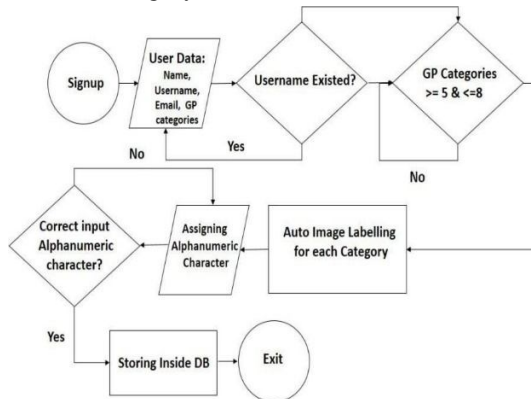 Signup
User Data:
Name,
Username,
Email, GP
categories
Username Existed?
GP Categories
>= 5 & <=8
Yes
No
No
Correct input
Alphanumeric
character?
Assigning
Alphanumeric
Character
Auto Image Labelling
for each Category
Yes
Storing Inside DB
Exit